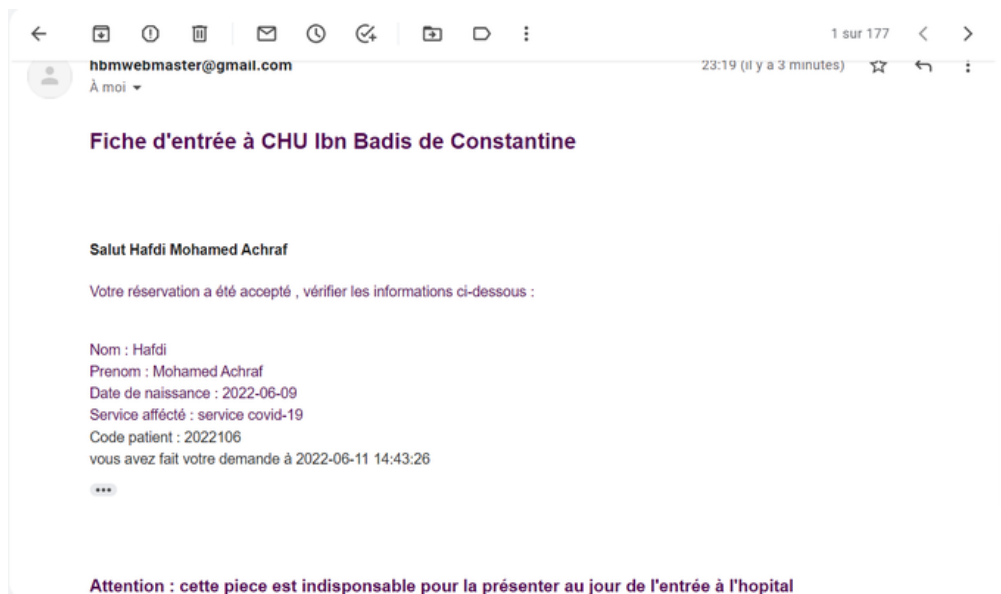 1 sur 177
hbmwebmaster@gmail.com 23:19 (il y a 3 minutes)
À moi
Fiche d'entrée à CHU Ibn Badis de Constantine
Salut Hafdi Mohamed Achraf
Votre réservation a été accepté , vérifier les informations ci-dessous :
Nom : Hafdi
Prenom : Mohamed Achraf
Date de naissance : 2022-06-09
Service afféctó : service covid-19
Code patient : 2022106
vous avez fait votre demande à 2022-06-11 14:43:26
Attention : cette piece est indisponsable pour la présenter au jour de l'entrée à l'hopital